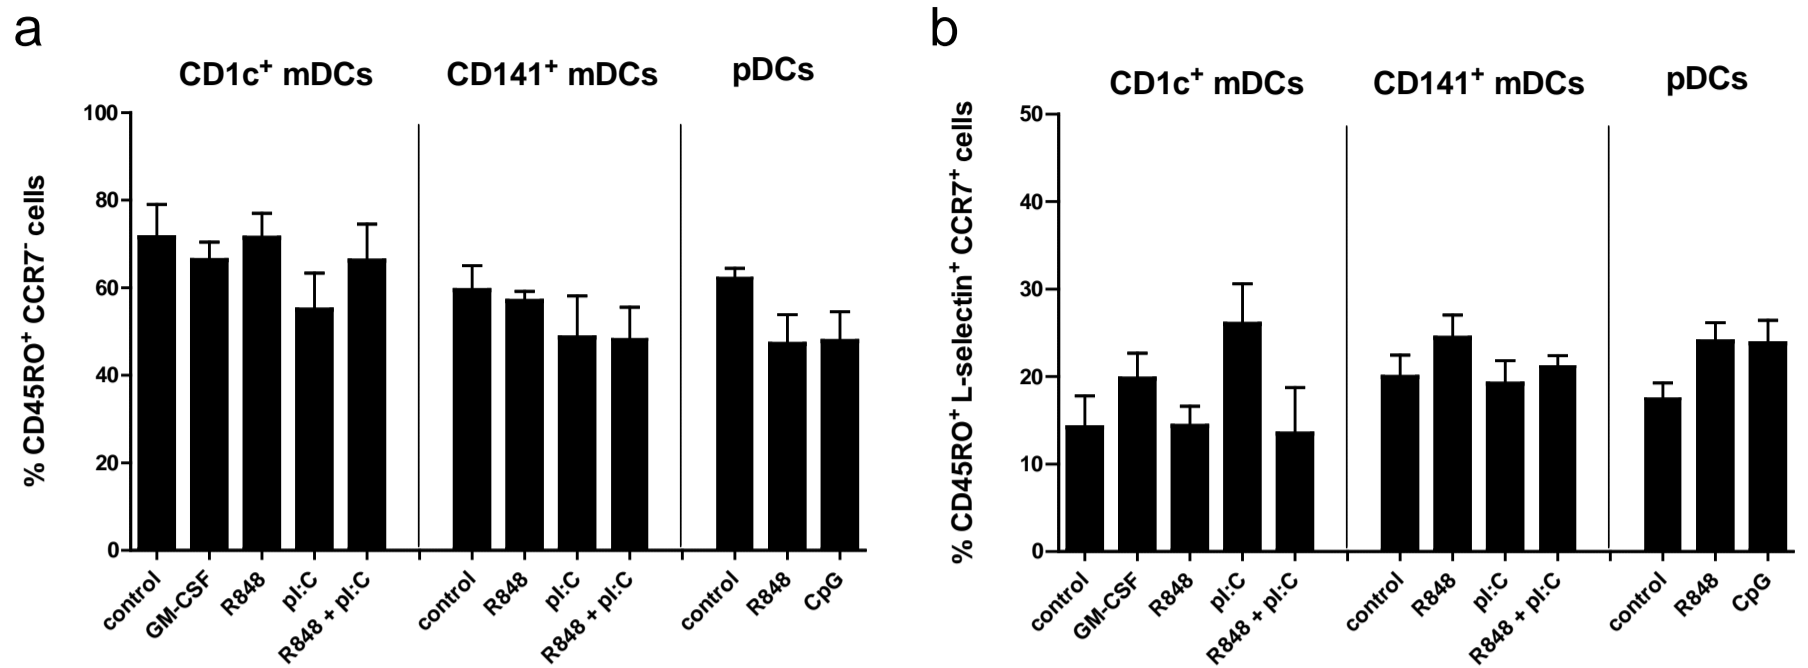 a
CD1c+ mDCs
CD141+ mDCs
pDCs
% CD45RO+ CCR7- cells
100
80
60
40
20
0
control
GM-CSF
R848
pI:C
R848 + pI:C
control
R848
pI:C
R848 + pI:C
control
R848
CpG
b
CD1c+ mDCs
CD141+ mDCs
pDCs
% CD45RO+ L-selectin+ CCR7+ cells
50
40
30
20
10
0
control
GM-CSF
R848
pI:C
R848 + pI:C
control
R848
pI:C
R848 + pI:C
control
R848
CpG